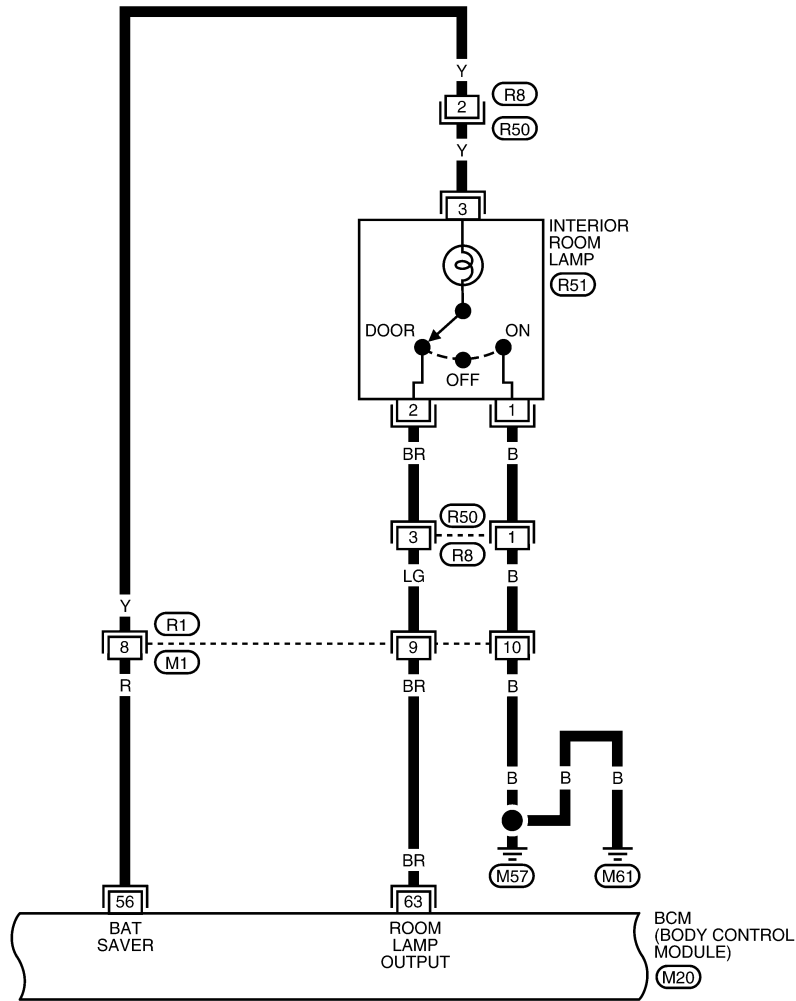 Y
2
R8
R50
Y
3
INTERIOR
ROOM
LAMP
R51
DOOR
ON
OFF
2
1
BR
B
R50
3
1
R8
LG
B
Y
R1
8
9
10
M1
R
BR
B
B
B
B
BR
M57
M61
56
63
BAT
SAVER
ROOM
LAMP
OUTPUT
BCM
(BODY CONTROL
MODULE)
M20